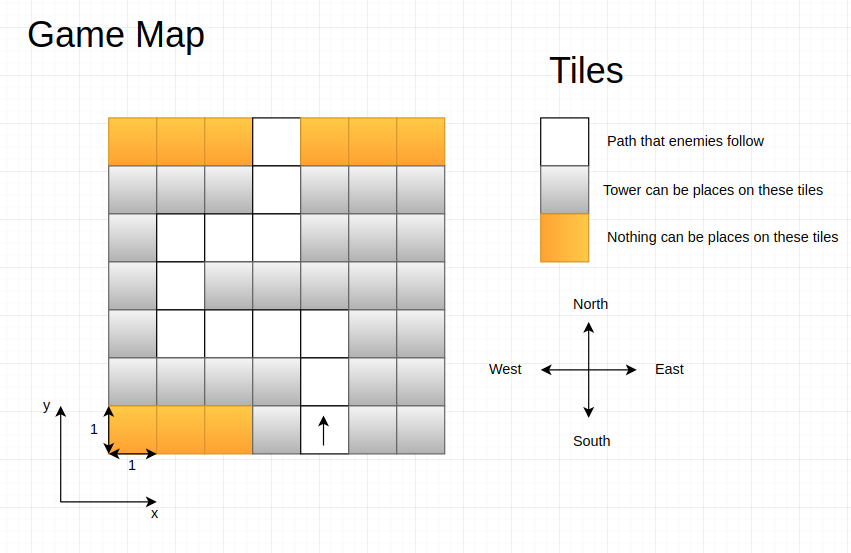 Game Map
Tiles
Path that enemies follow
Tower can be places on these tiles
Nothing can be places on these tiles
North
West
East
South
y
1
1
x